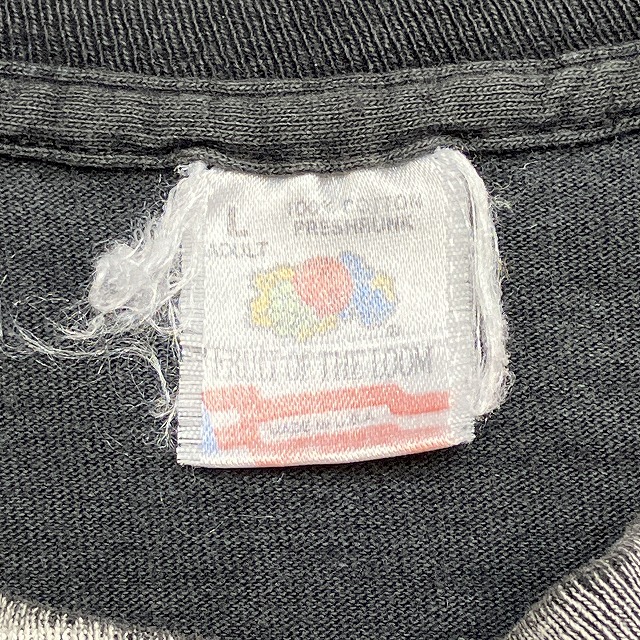 L
ADULT
100% COTTON
PRESHRUNK
®
FRUIT OF THE LOOM
MADE IN U.S.A.